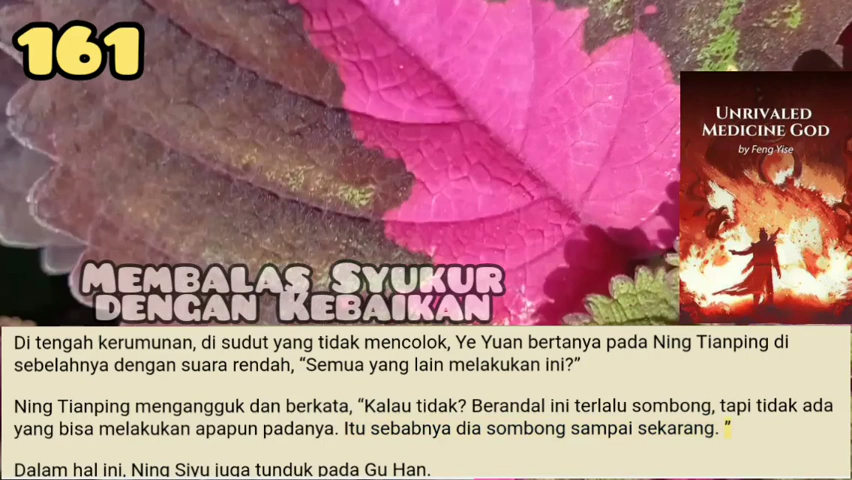 161
UNRIVALED
MEDICINE GOD
by Feng Yise
MEMBALAS SYUKUR
DENGAN KEBAIKAN
Di tengah kerumunan, di sudut yang tidak mencolok, Ye Yuan bertanya pada Ning Tianping di
sebelahnya dengan suara rendah, “Semua yang lain melakukan ini?”
Ning Tianping mengangguk dan berkata, “Kalau tidak? Berandal ini terlalu sombong, tapi tidak ada
yang bisa melakukan apapun padanya. Itu sebabnya dia sombong sampai sekarang. ”
Dalam hal ini, Ning Siyu juga tunduk pada Gu Han.